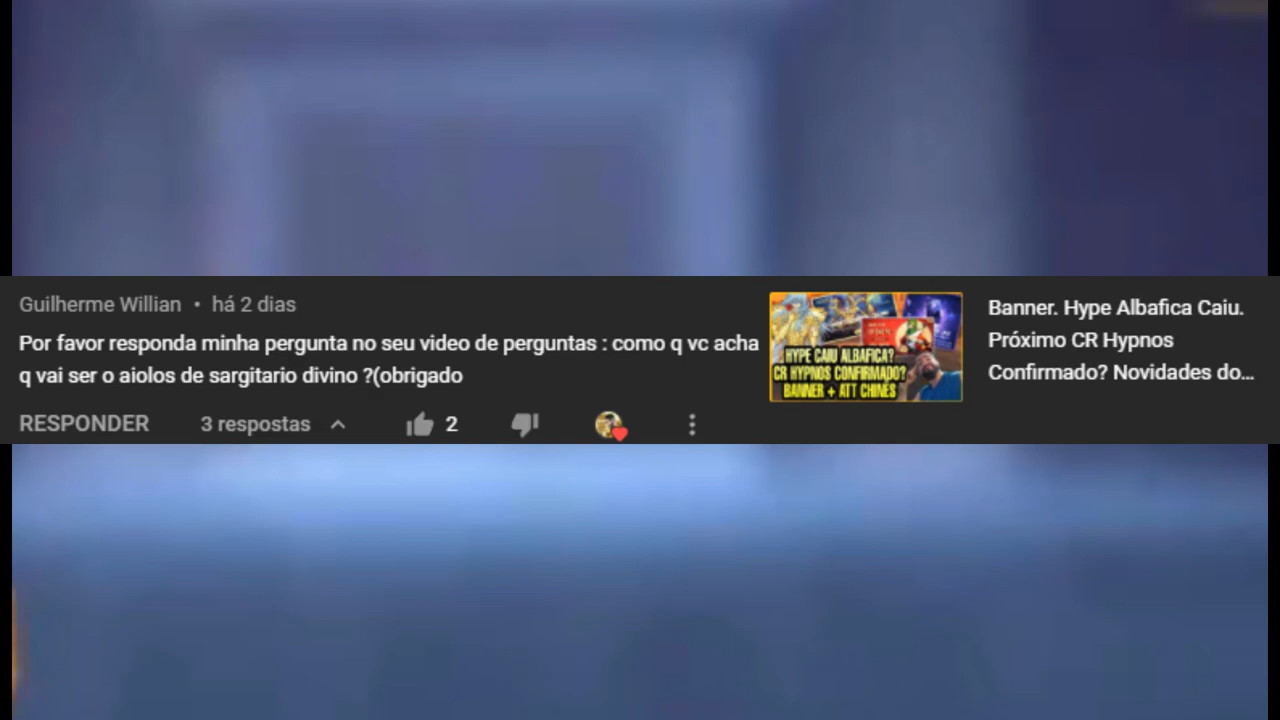 Guilherme Willian • há 2 dias
Por favor responda minha pergunta no seu video de perguntas : como q vc acha
q vai ser o aiolos de sargitario divino ?(obrigado
RESPONDER 3 respostas 2
HYPE CAIU ALBAFICA?
CR HYPNOS CONFIRMADO?
BANNER + ATT CHINÊS
Banner. Hype Albafica Caiu.
Próximo CR Hypnos
Confirmado? Novidades do...